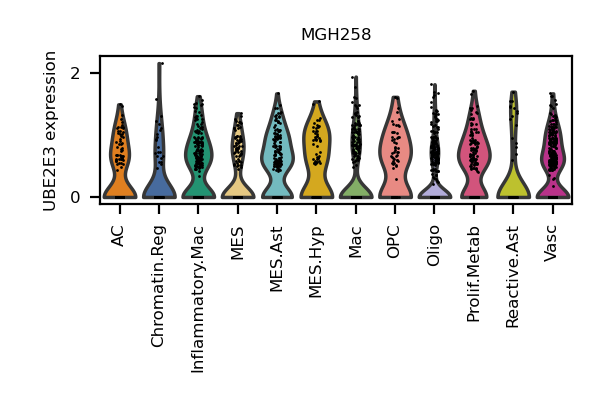 MGH258
UBE2E3 expression
2
0
AC
Chromatin.Reg
Inflammatory.Mac
MES
MES.Ast
MES.Hyp
Mac
OPC
Oligo
Prolif.Metab
Reactive.Ast
Vasc